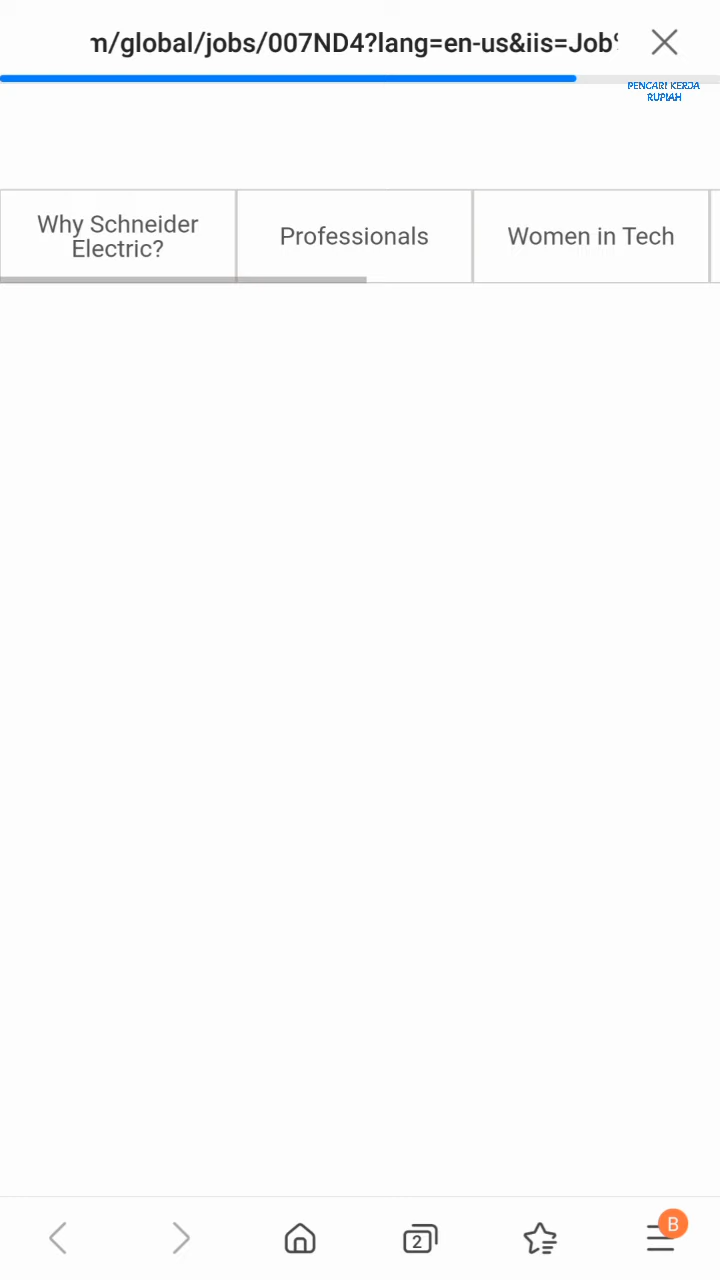 m/global/jobs/007ND4?lang=en-us&iis=Job%
PENCARI KERJA
RUPIAH
Why Schneider
Electric?
Professionals
Women in Tech
2
B